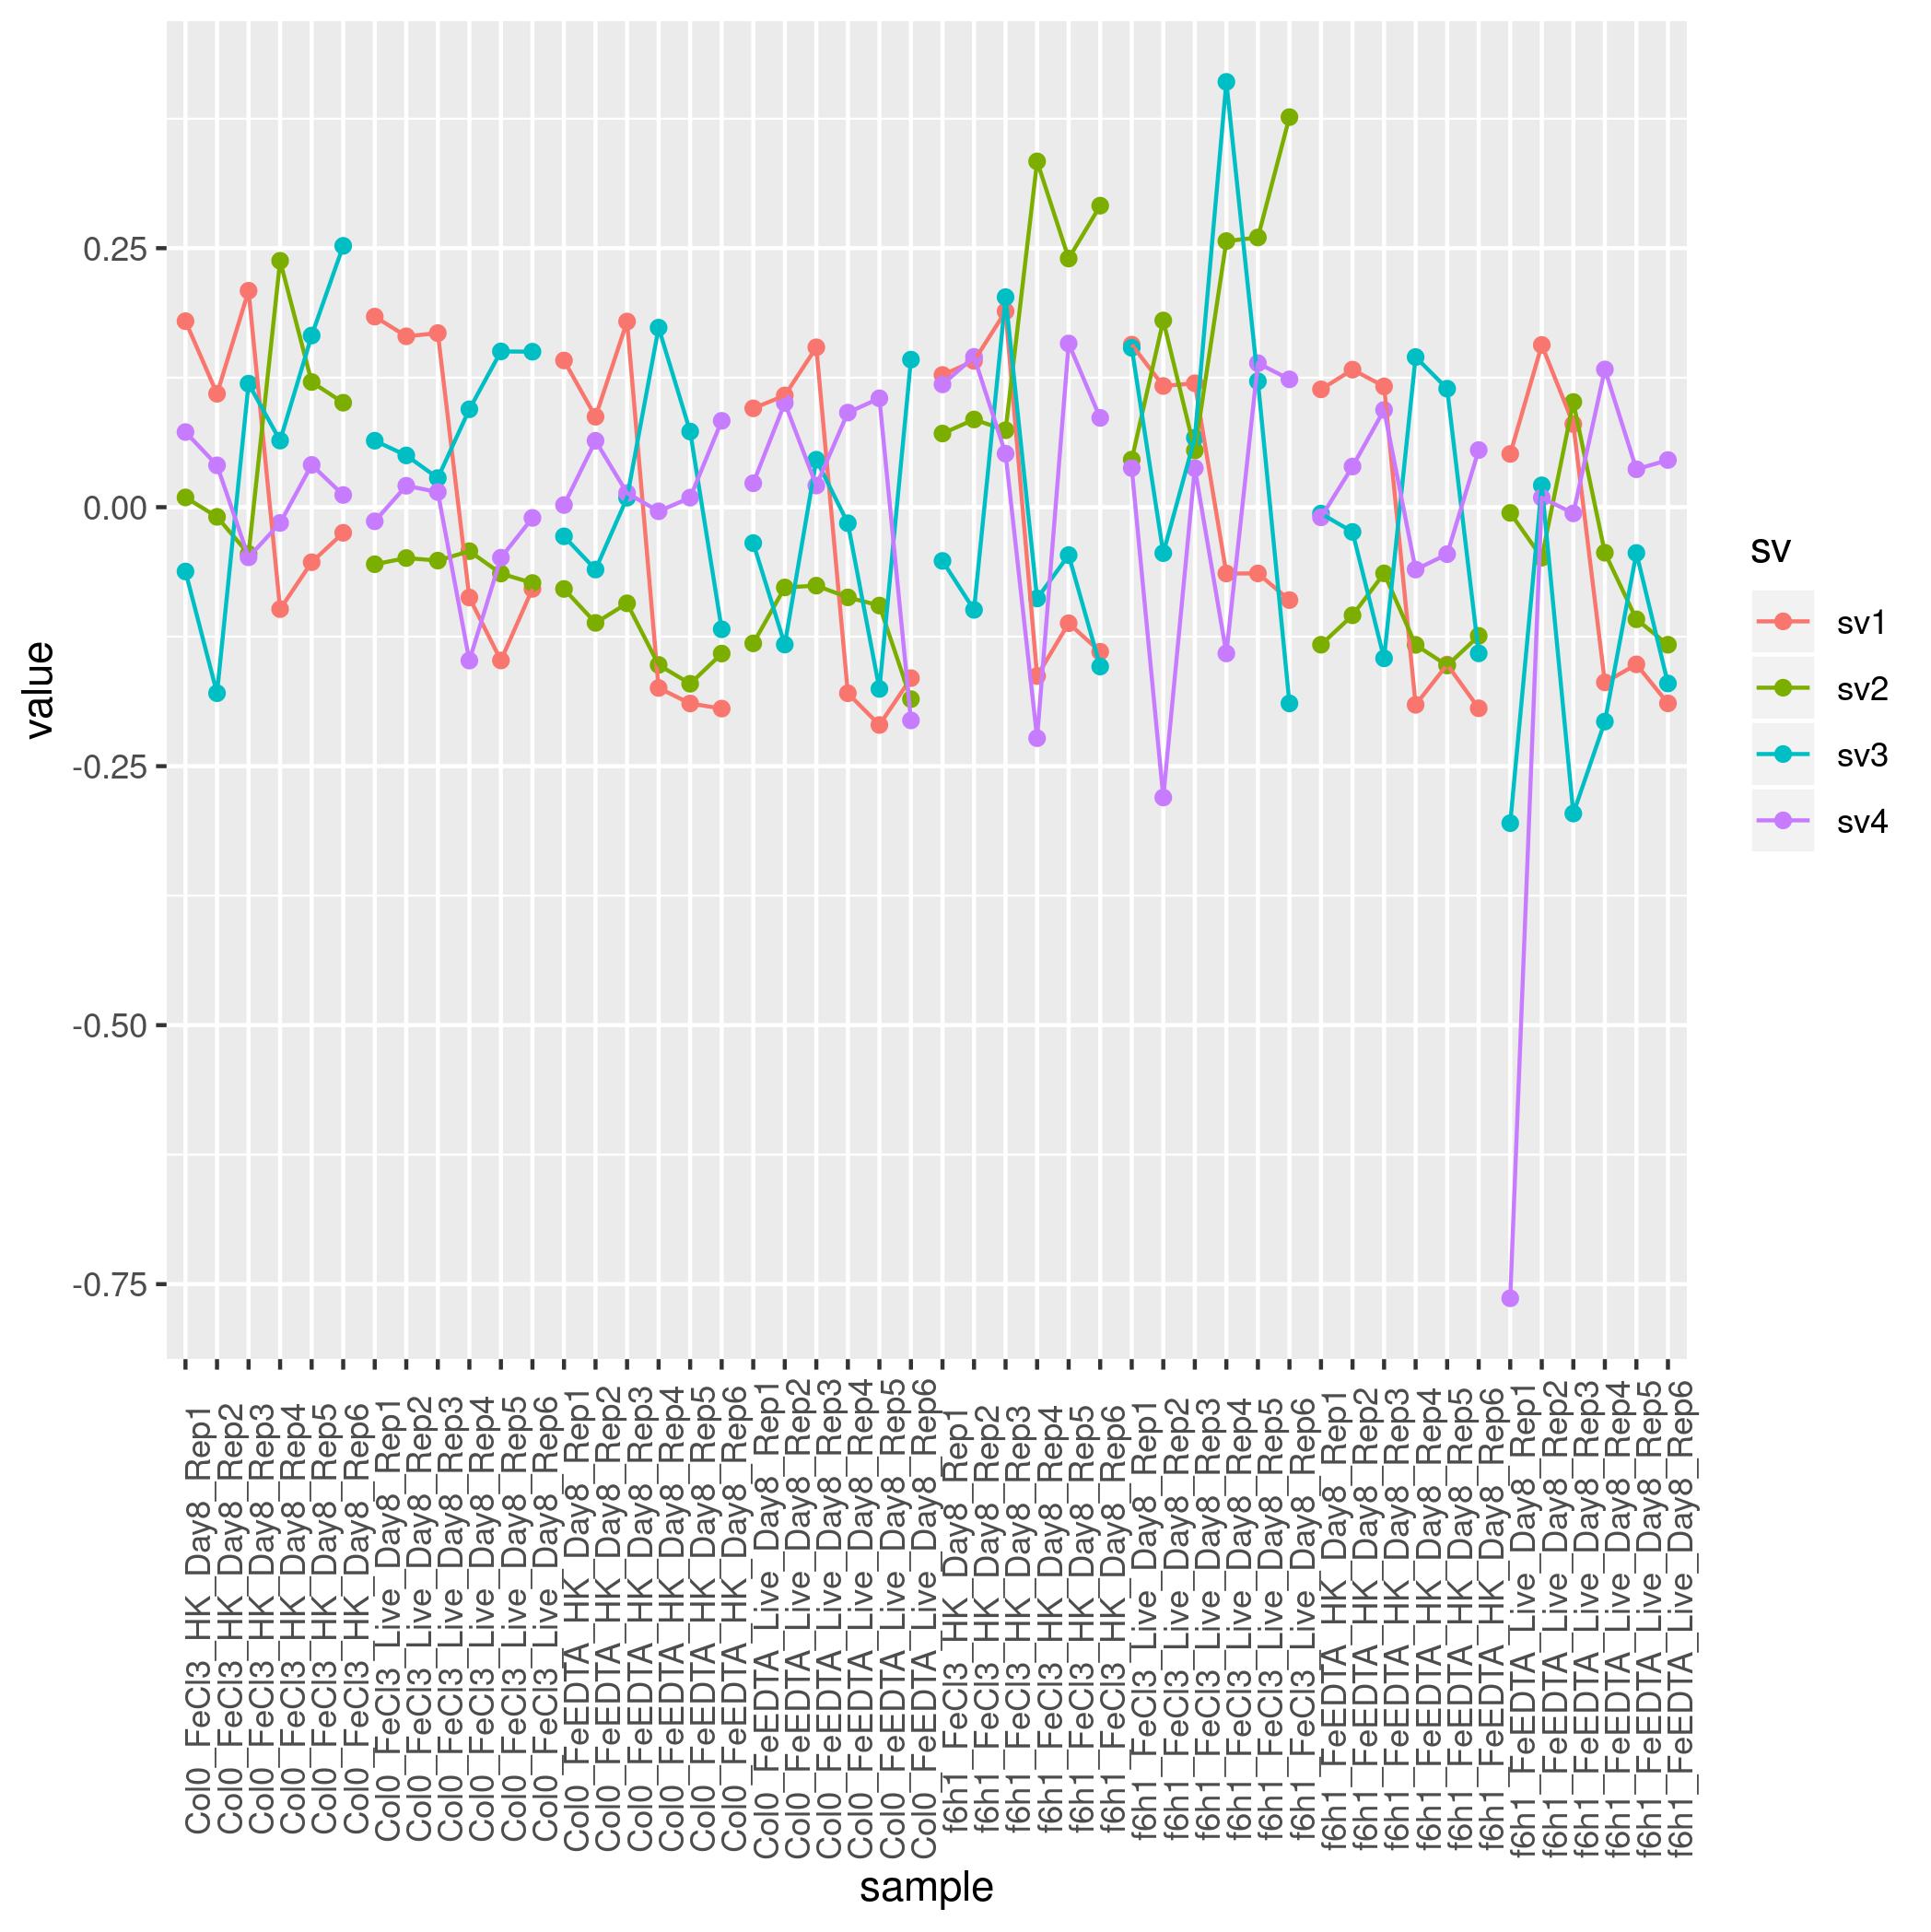 0.25
0.00
-0.25
-0.50
-0.75
value
Col0_FeCl3_HK_Day8_Rep1
Col0_FeCl3_HK_Day8_Rep2
Col0_FeCl3_HK_Day8_Rep3
Col0_FeCl3_HK_Day8_Rep4
Col0_FeCl3_HK_Day8_Rep5
Col0_FeCl3_HK_Day8_Rep6
Col0_FeCl3_Live_Day8_Rep1
Col0_FeCl3_Live_Day8_Rep2
Col0_FeCl3_Live_Day8_Rep3
Col0_FeCl3_Live_Day8_Rep4
Col0_FeCl3_Live_Day8_Rep5
Col0_FeCl3_Live_Day8_Rep6
Col0_FeEDTA_HK_Day8_Rep1
Col0_FeEDTA_HK_Day8_Rep2
Col0_FeEDTA_HK_Day8_Rep3
Col0_FeEDTA_HK_Day8_Rep4
Col0_FeEDTA_HK_Day8_Rep5
Col0_FeEDTA_HK_Day8_Rep6
Col0_FeEDTA_Live_Day8_Rep1
Col0_FeEDTA_Live_Day8_Rep2
Col0_FeEDTA_Live_Day8_Rep3
Col0_FeEDTA_Live_Day8_Rep4
Col0_FeEDTA_Live_Day8_Rep5
Col0_FeEDTA_Live_Day8_Rep6
f6h1_FeCl3_HK_Day8_Rep1
f6h1_FeCl3_HK_Day8_Rep2
f6h1_FeCl3_HK_Day8_Rep3
f6h1_FeCl3_HK_Day8_Rep4
f6h1_FeCl3_HK_Day8_Rep5
f6h1_FeCl3_HK_Day8_Rep6
f6h1_FeCl3_Live_Day8_Rep1
f6h1_FeCl3_Live_Day8_Rep2
f6h1_FeCl3_Live_Day8_Rep3
f6h1_FeCl3_Live_Day8_Rep4
f6h1_FeCl3_Live_Day8_Rep5
f6h1_FeCl3_Live_Day8_Rep6
f6h1_FeEDTA_HK_Day8_Rep1
f6h1_FeEDTA_HK_Day8_Rep2
f6h1_FeEDTA_HK_Day8_Rep3
f6h1_FeEDTA_HK_Day8_Rep4
f6h1_FeEDTA_HK_Day8_Rep5
f6h1_FeEDTA_HK_Day8_Rep6
f6h1_FeEDTA_Live_Day8_Rep1
f6h1_FeEDTA_Live_Day8_Rep2
f6h1_FeEDTA_Live_Day8_Rep3
f6h1_FeEDTA_Live_Day8_Rep4
f6h1_FeEDTA_Live_Day8_Rep5
f6h1_FeEDTA_Live_Day8_Rep6
sample
sv
sv1
sv2
sv3
sv4